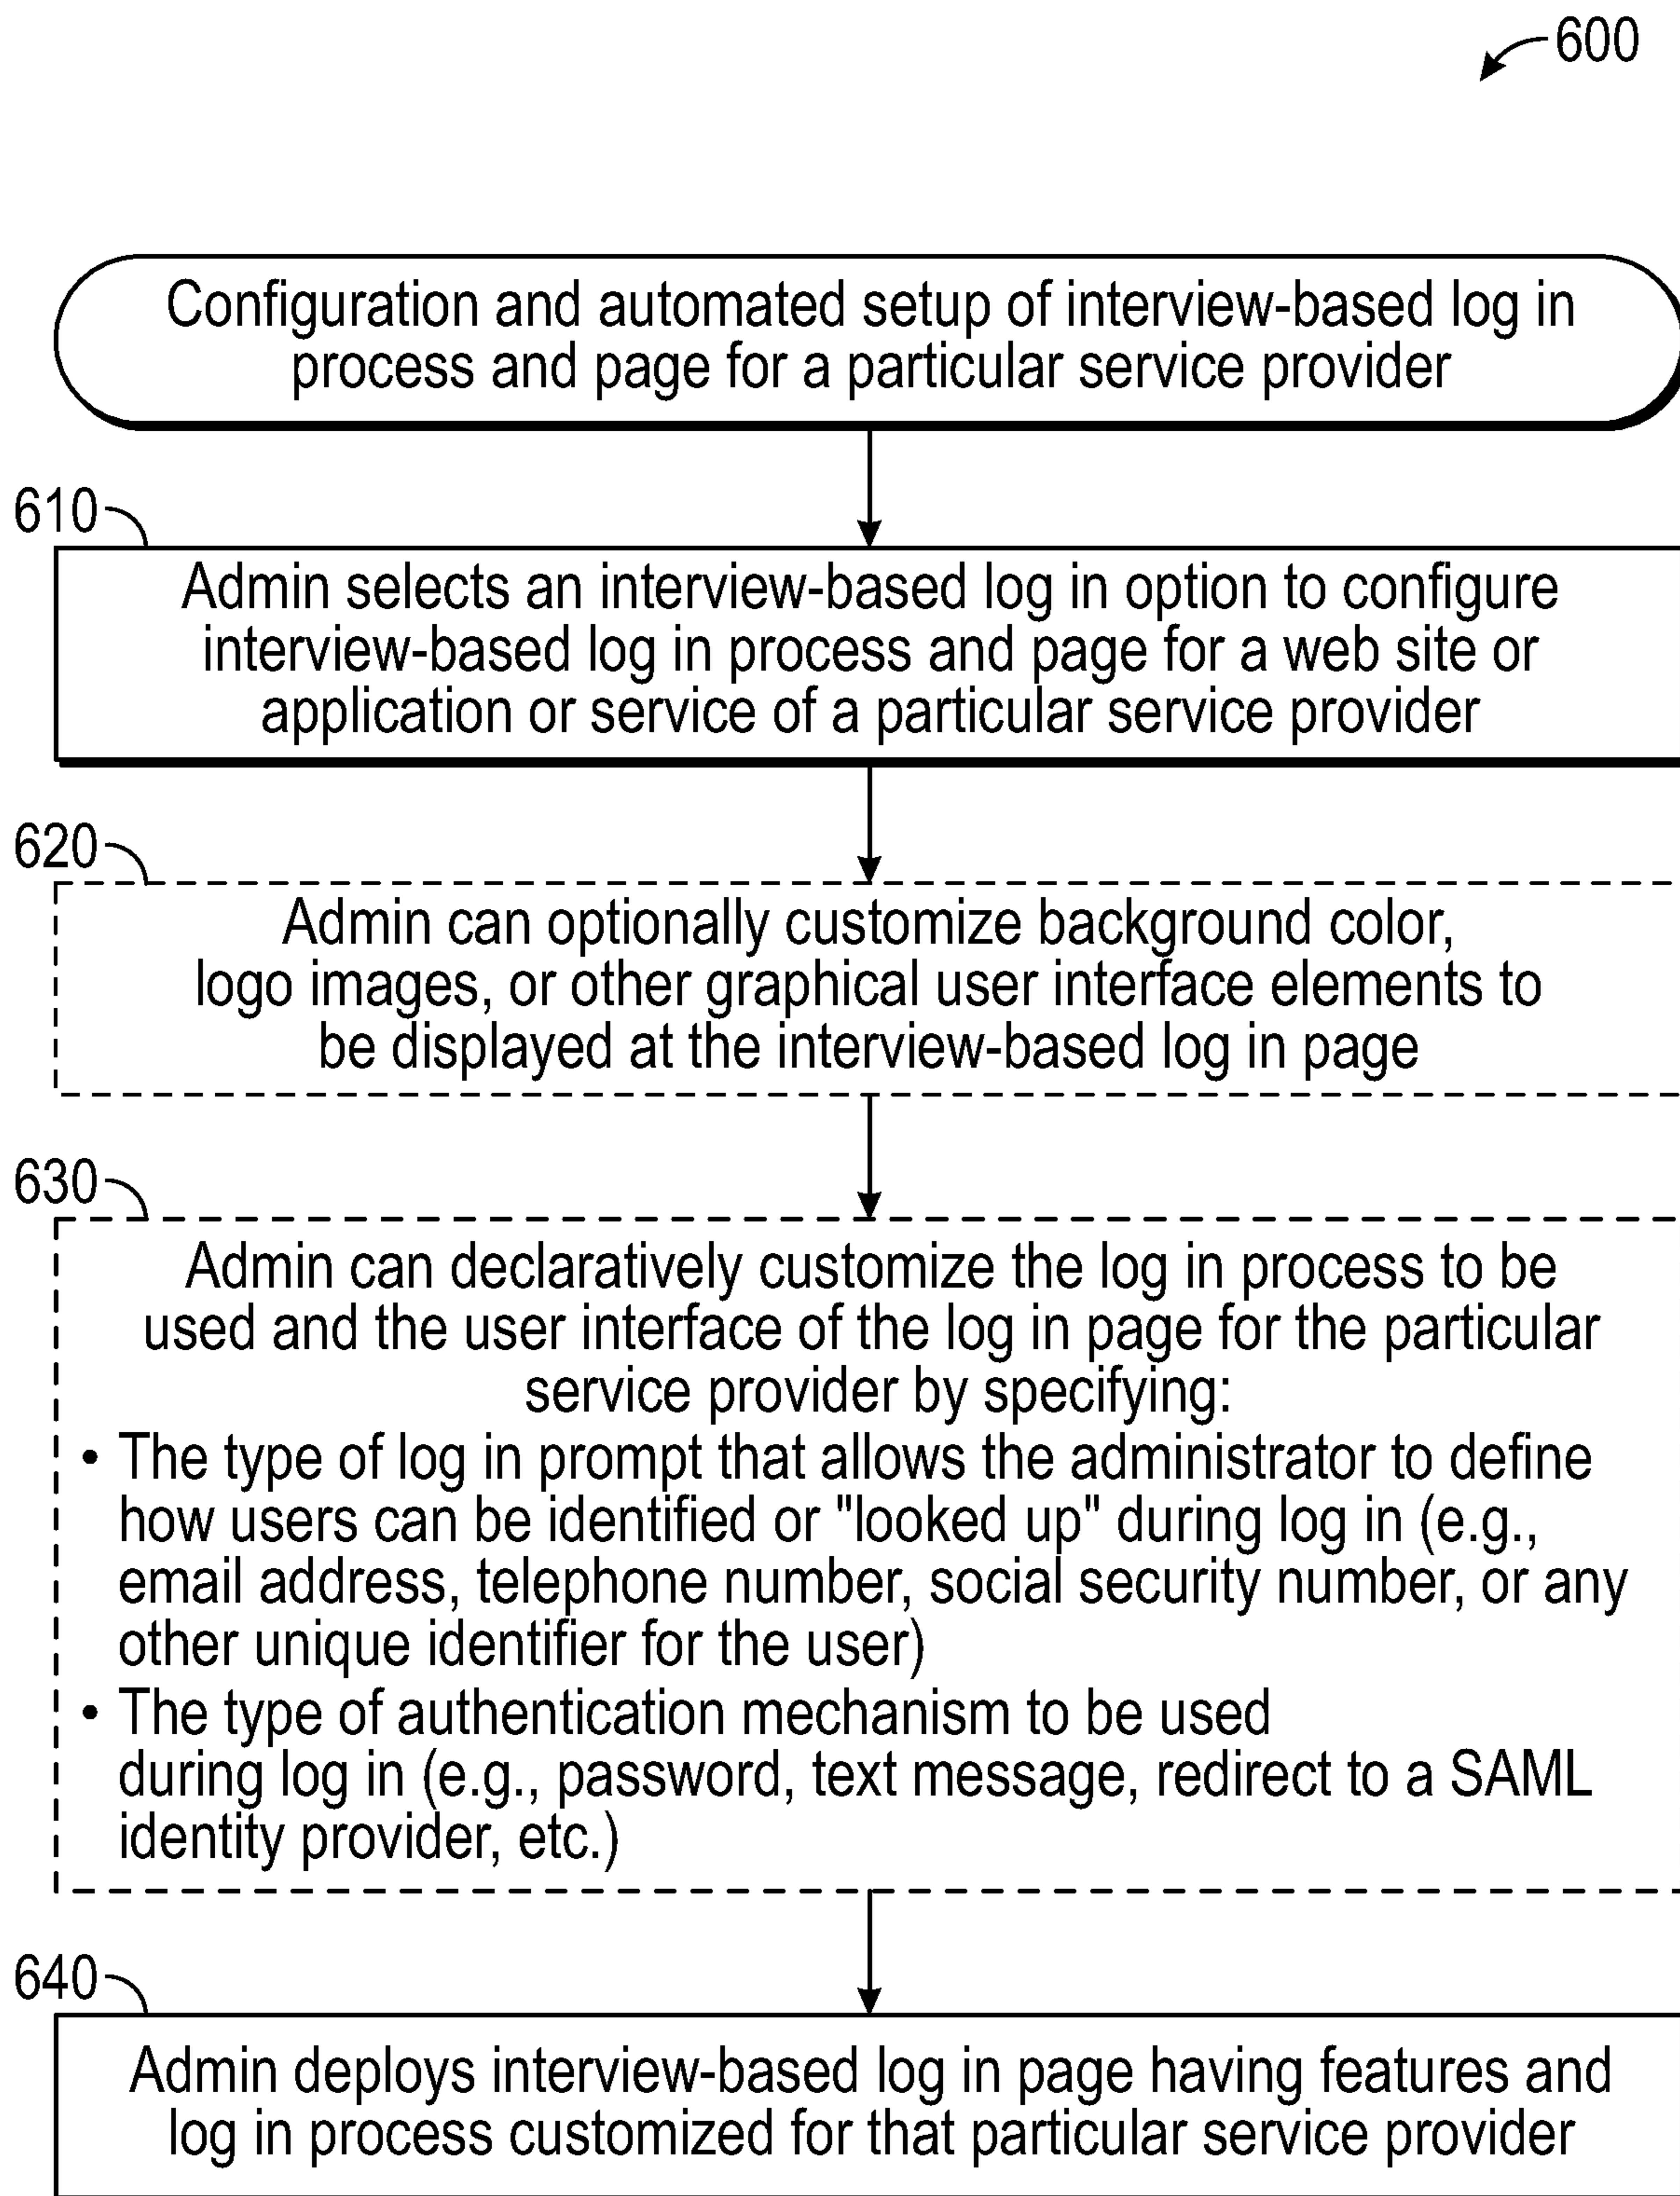 600
Configuration and automated setup of interview-based log in
process and page for a particular service provider
610
Admin selects an interview-based log in option to configure
interview-based log in process and page for a web site or
application or service of a particular service provider
620
Admin can optionally customize background color,
logo images, or other graphical user interface elements to
be displayed at the interview-based log in page
630
Admin can declaratively customize the log in process to be
used and the user interface of the log in page for the particular
service provider by specifying:
• The type of log in prompt that allows the administrator to define
how users can be identified or "looked up" during log in (e.g.,
email address, telephone number, social security number, or any
other unique identifier for the user)
• The type of authentication mechanism to be used
during log in (e.g., password, text message, redirect to a SAML
identity provider, etc.)
640
Admin deploys interview-based log in page having features and
log in process customized for that particular service provider